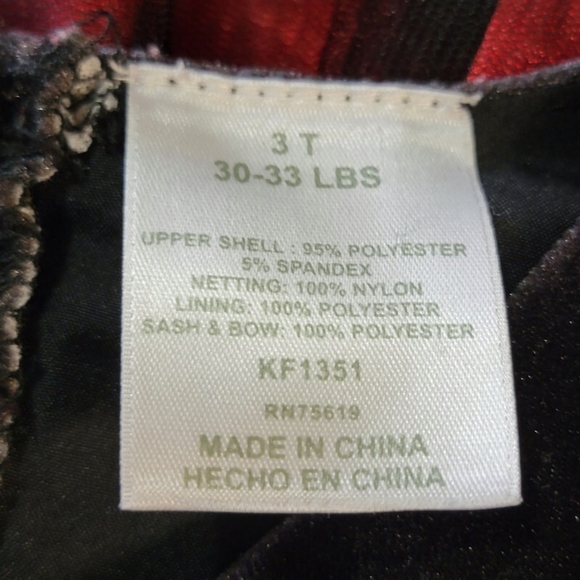 3 T
30-33 LBS
UPPER SHELL : 95% POLYESTER
5% SPANDEX
NETTING: 100% NYLON
LINING: 100% POLYESTER
SASH & BOW: 100% POLYESTER
KF1351
RN75619
MADE IN CHINA
HECHO EN CHINA